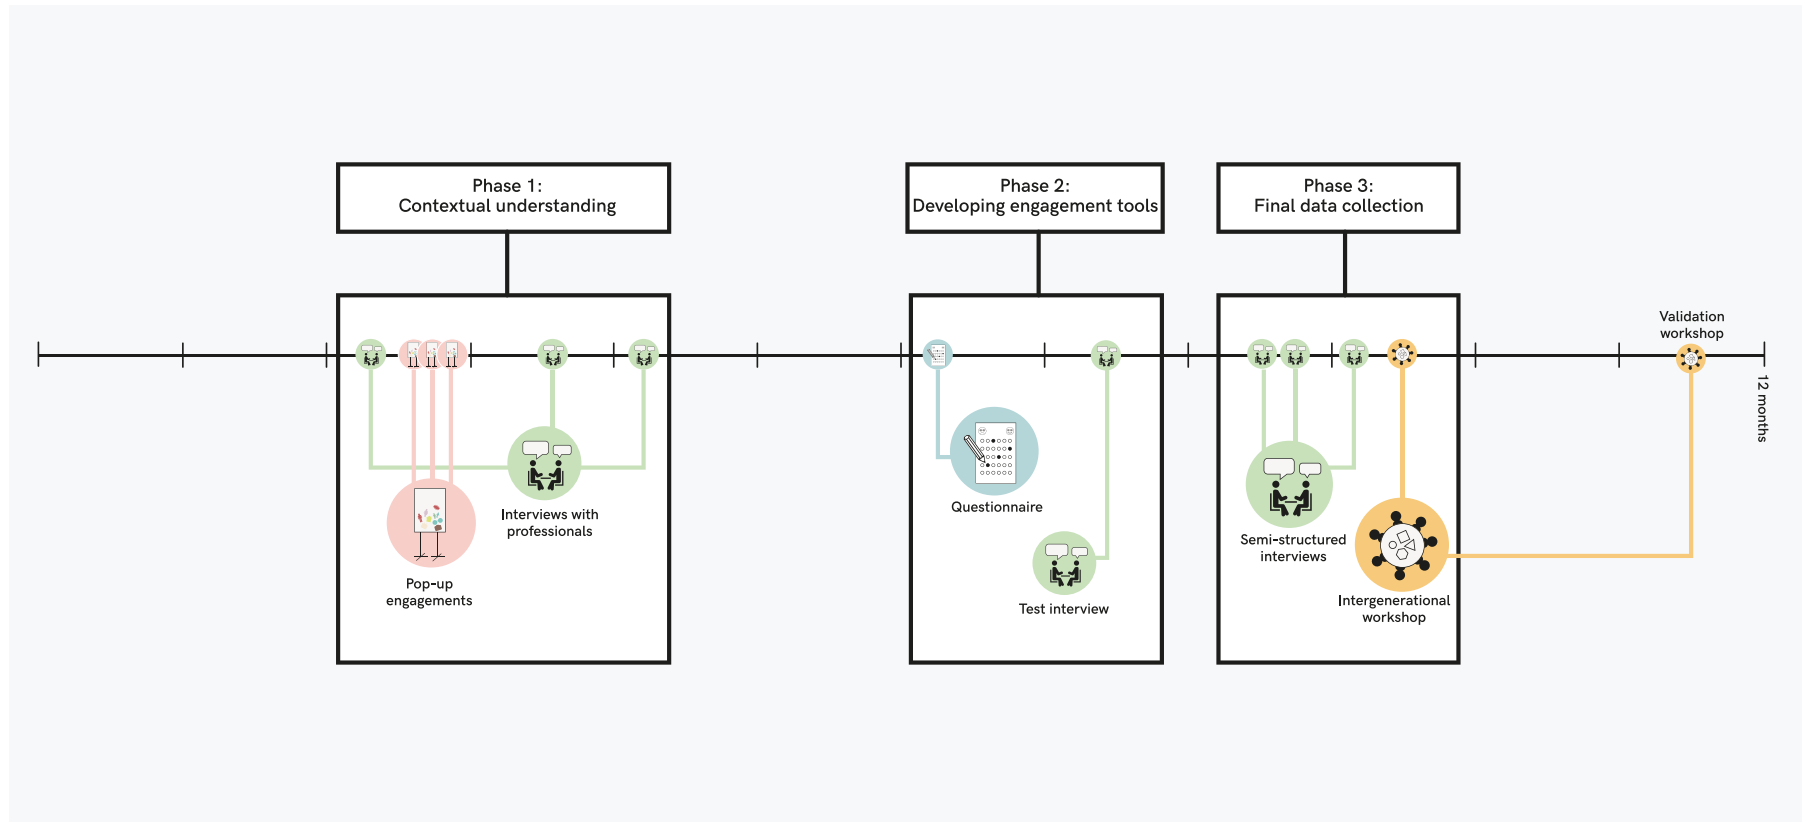 Phase 1:
Contextual understanding
Phase 2:
Developing engagement tools
Phase 3:
Final data collection
Validation
workshop
12 months
Interviews with
professionals
Pop-up
engagements
Questionnaire
Test interview
Semi-structured
interviews
Intergenerational
workshop